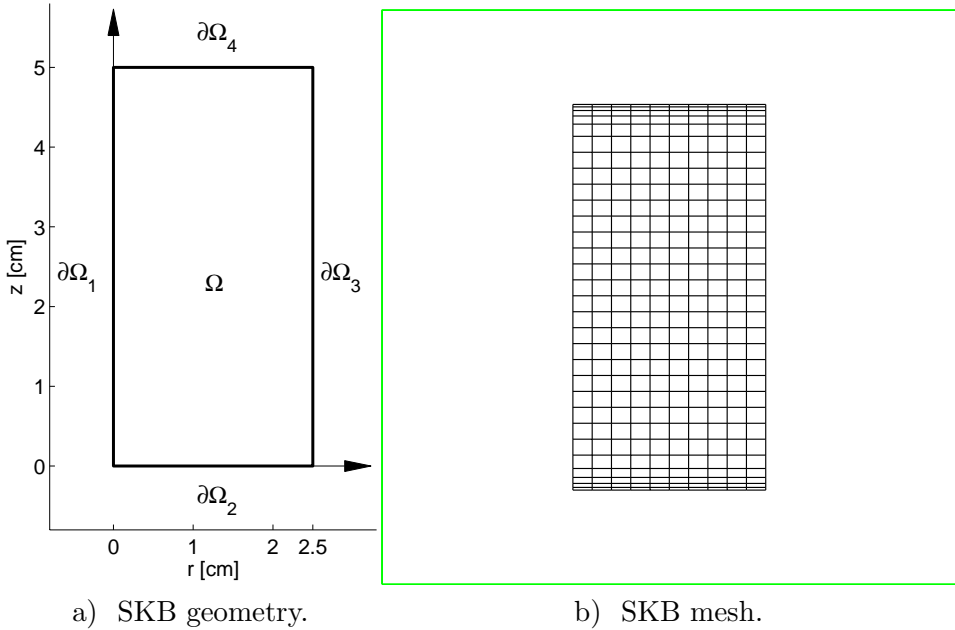 ∂Ω₄
5
4
3
z [cm]
∂Ω₁
Ω
∂Ω₃
2
1
0
∂Ω₂
0
1
2
2.5
r [cm]
a) SKB geometry.
b) SKB mesh.